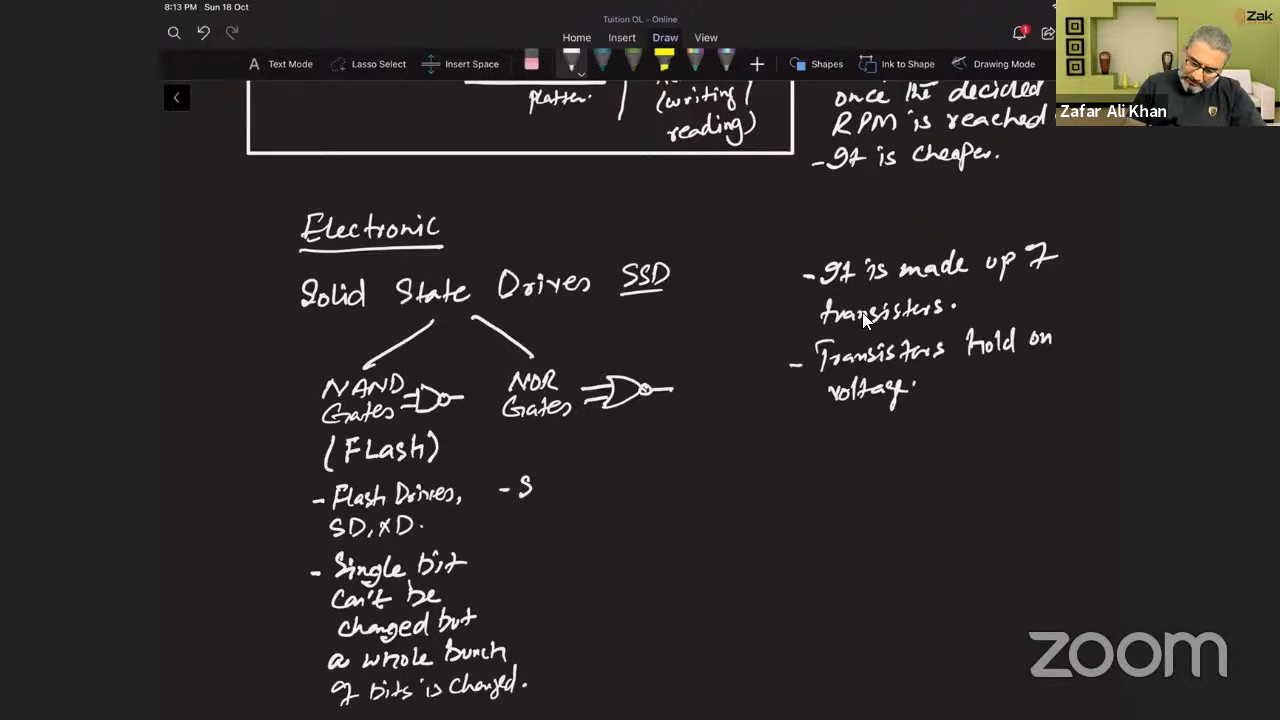 8:13 PM Sun 18 Oct
Tuition OL - Online
Home Insert Draw View
Text Mode Lasso Select Insert Space Shapes Ink to Shape Drawing Mode
1
Zak
Zafar Ali Khan
platter.
(writing/
reading)
once the decided
RPM is reached
- It is cheaper.
Electronic
Solid State Drives SSD
NAND
Gates
(Flash)
- Flash Drives,
SD, XD.
- Single bit
can't be
changed but
a whole bunch
of bits is changed.
NOR
Gates
- S
- It is made up of
transisters.
- Transistors hold on
voltage.
zoom